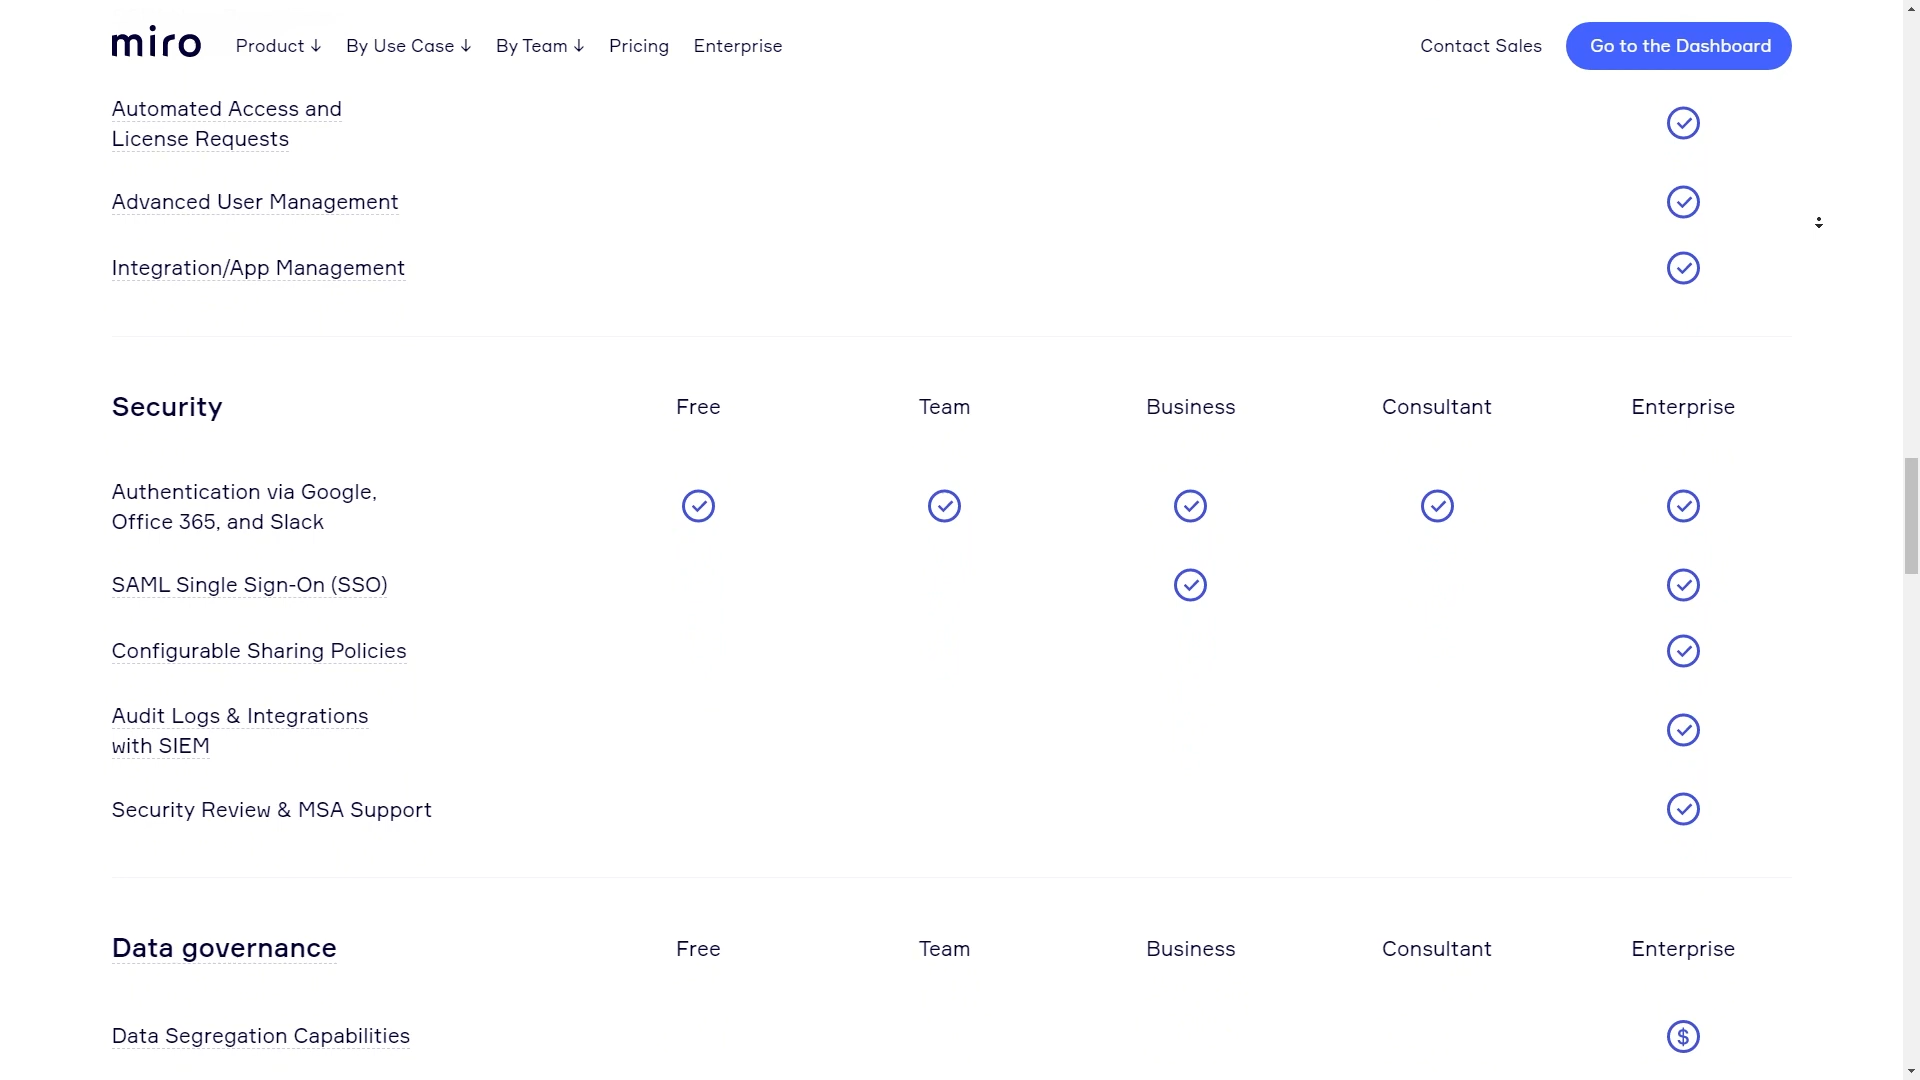 miro Product ↓ By Use Case ↓ By Team ↓ Pricing Enterprise Contact Sales Go to the Dashboard
Automated Access and
License Requests
Advanced User Management
Integration/App Management
Security Free Team Business Consultant Enterprise
Authentication via Google,
Office 365, and Slack
SAML Single Sign-On (SSO)
Configurable Sharing Policies
Audit Logs & Integrations
with SIEM
Security Review & MSA Support
Data governance Free Team Business Consultant Enterprise
Data Segregation Capabilities $